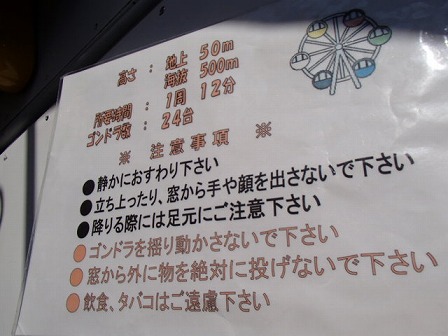 高さ : 地上 50m
海抜 500m
所要時間 : 1周 12分
ゴンドラ数 : 24台
※ 注意事項 ※
●静かにおすわり下さい
●立ち上ったり、窓から手や顔を出さないで下さい
●降りる際には足元にご注意下さい
●ゴンドラを揺り動かさないで下さい
●窓から外に物を絶対に投げないで下さい
●飲食、タバコはご遠慮下さい